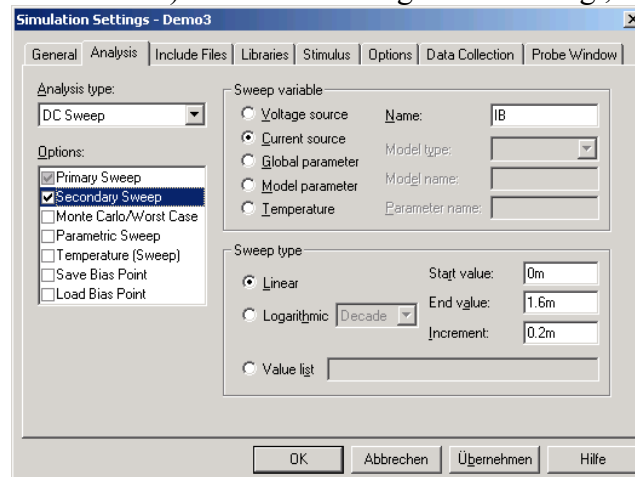 Simulation Settings - Demo3
General Analysis Include Files Libraries Stimulus Options Data Collection Probe Window
Analysis type:
DC Sweep
Options:
Primary Sweep
Secondary Sweep
Monte Carlo/Worst Case
Parametric Sweep
Temperature (Sweep)
Save Bias Point
Load Bias Point
Sweep variable
Voltage source Name: IB
Current source
Model type:
Global parameter
Model parameter Model name:
Temperature Parameter name:
Sweep type
Linear Start value: 0m
End value: 1.6m
Logarithmic Decade
Increment: 0.2m
Value list
OK Abbrechen Übernehmen Hilfe